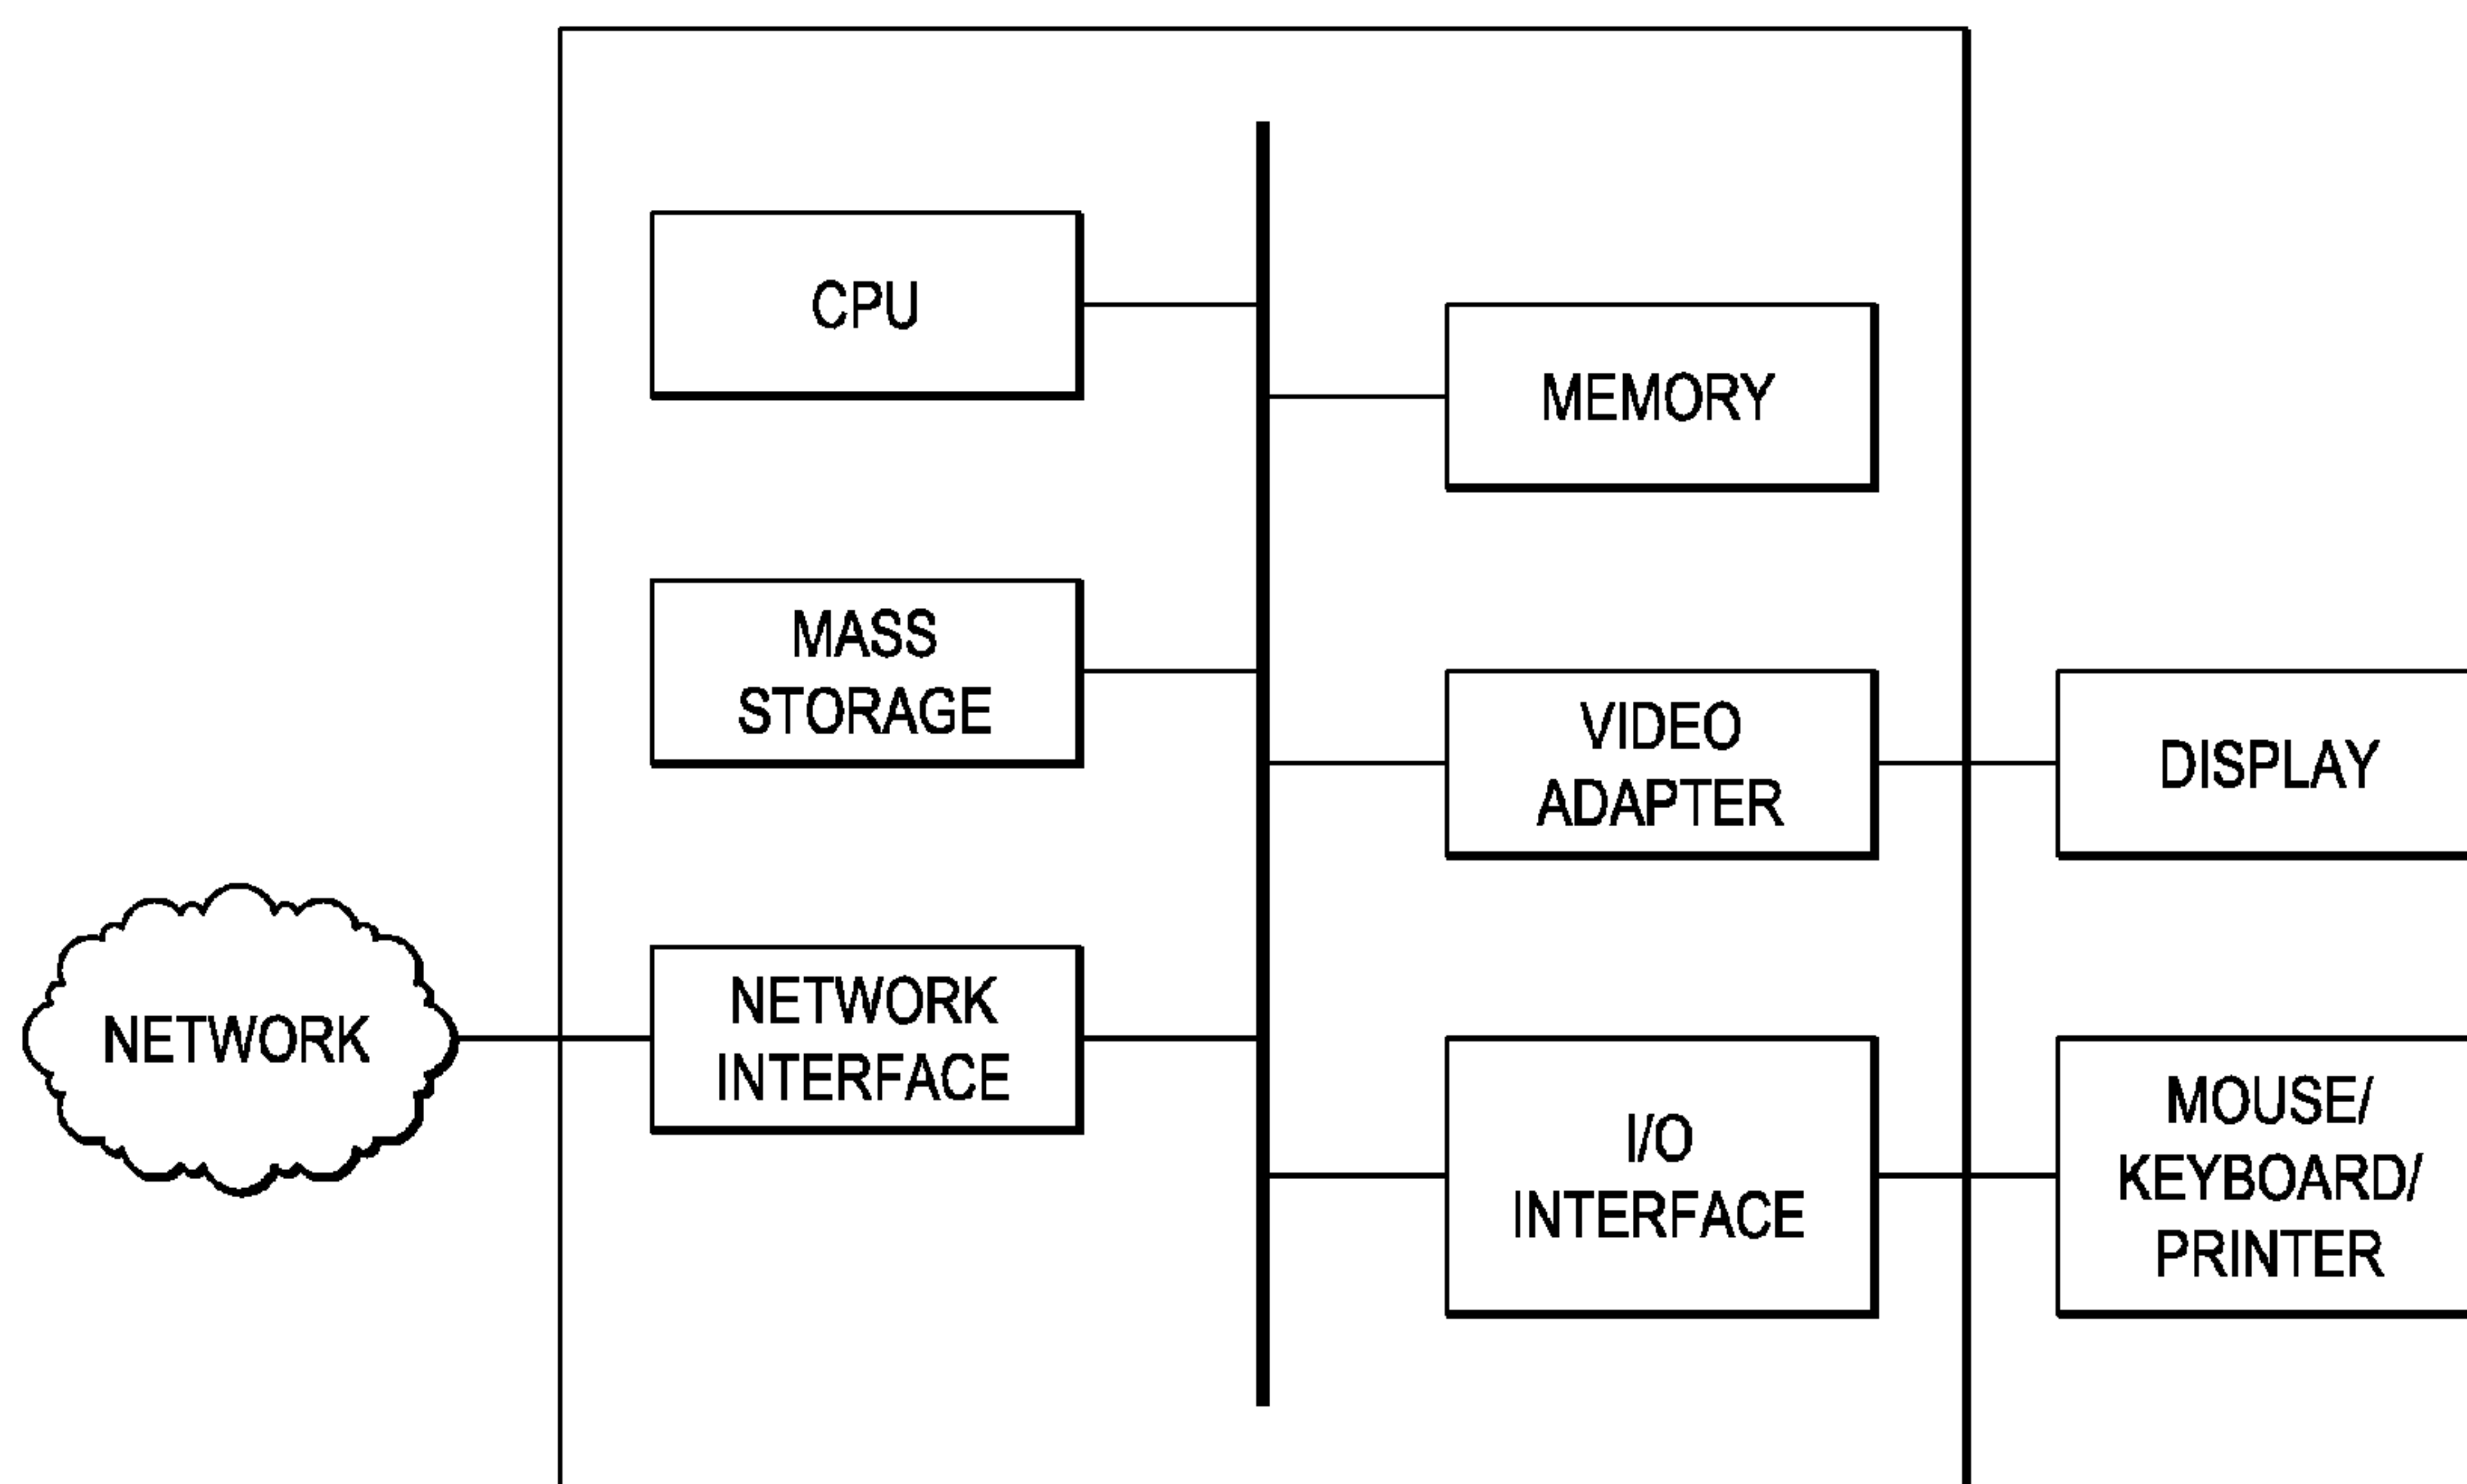 CPU
MEMORY
MASS
STORAGE
VIDEO
ADAPTER
DISPLAY
NETWORK
NETWORK
INTERFACE
I/O
INTERFACE
MOUSE/
KEYBOARD/
PRINTER